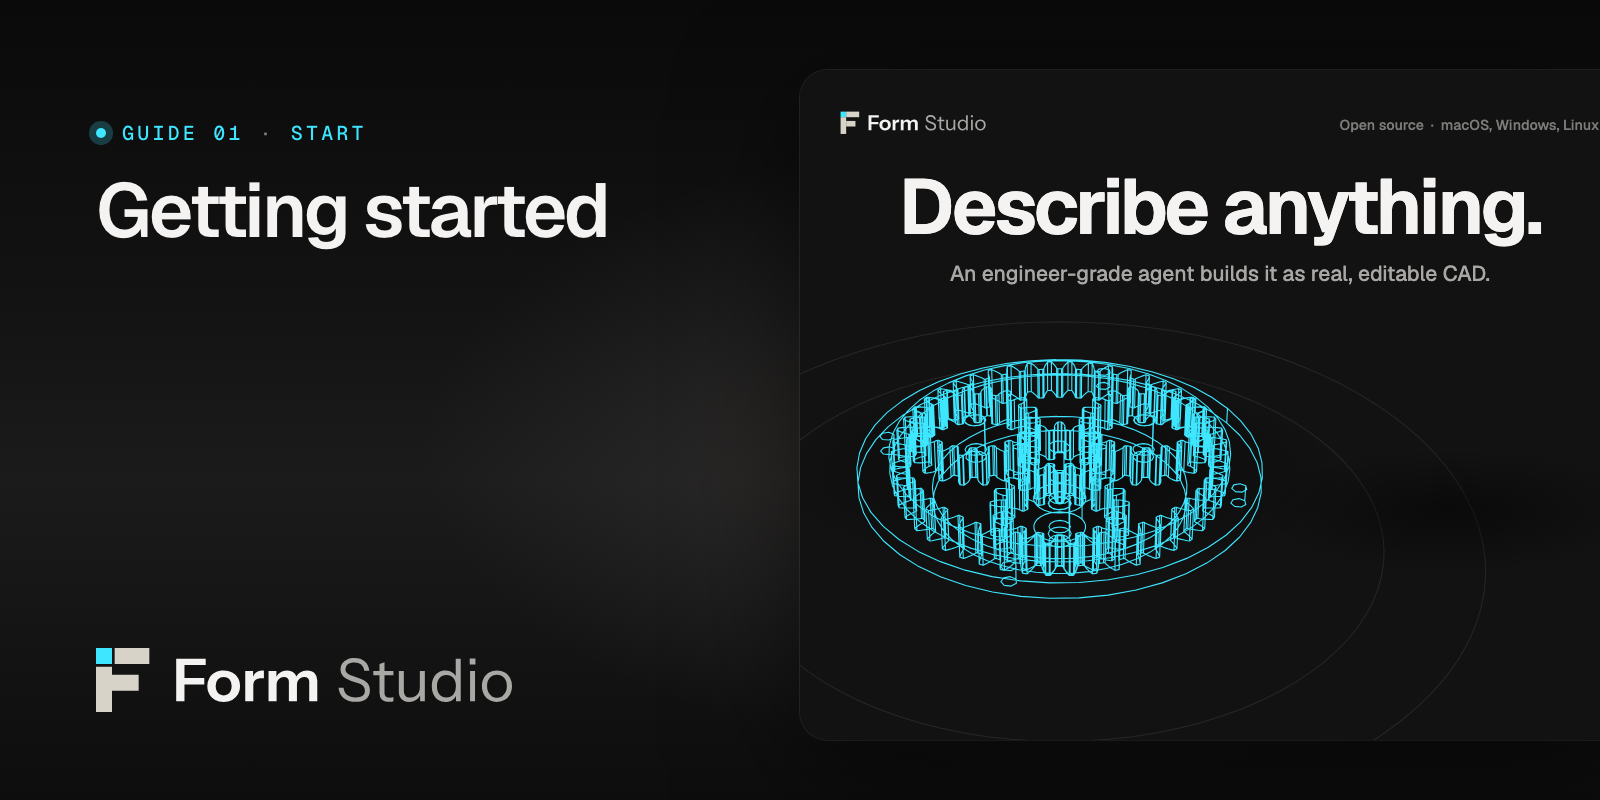 GUIDE 01 · START
Getting started
Form Studio
Form Studio
Open source · macOS, Windows, Linux
Describe anything.
An engineer-grade agent builds it as real, editable CAD.